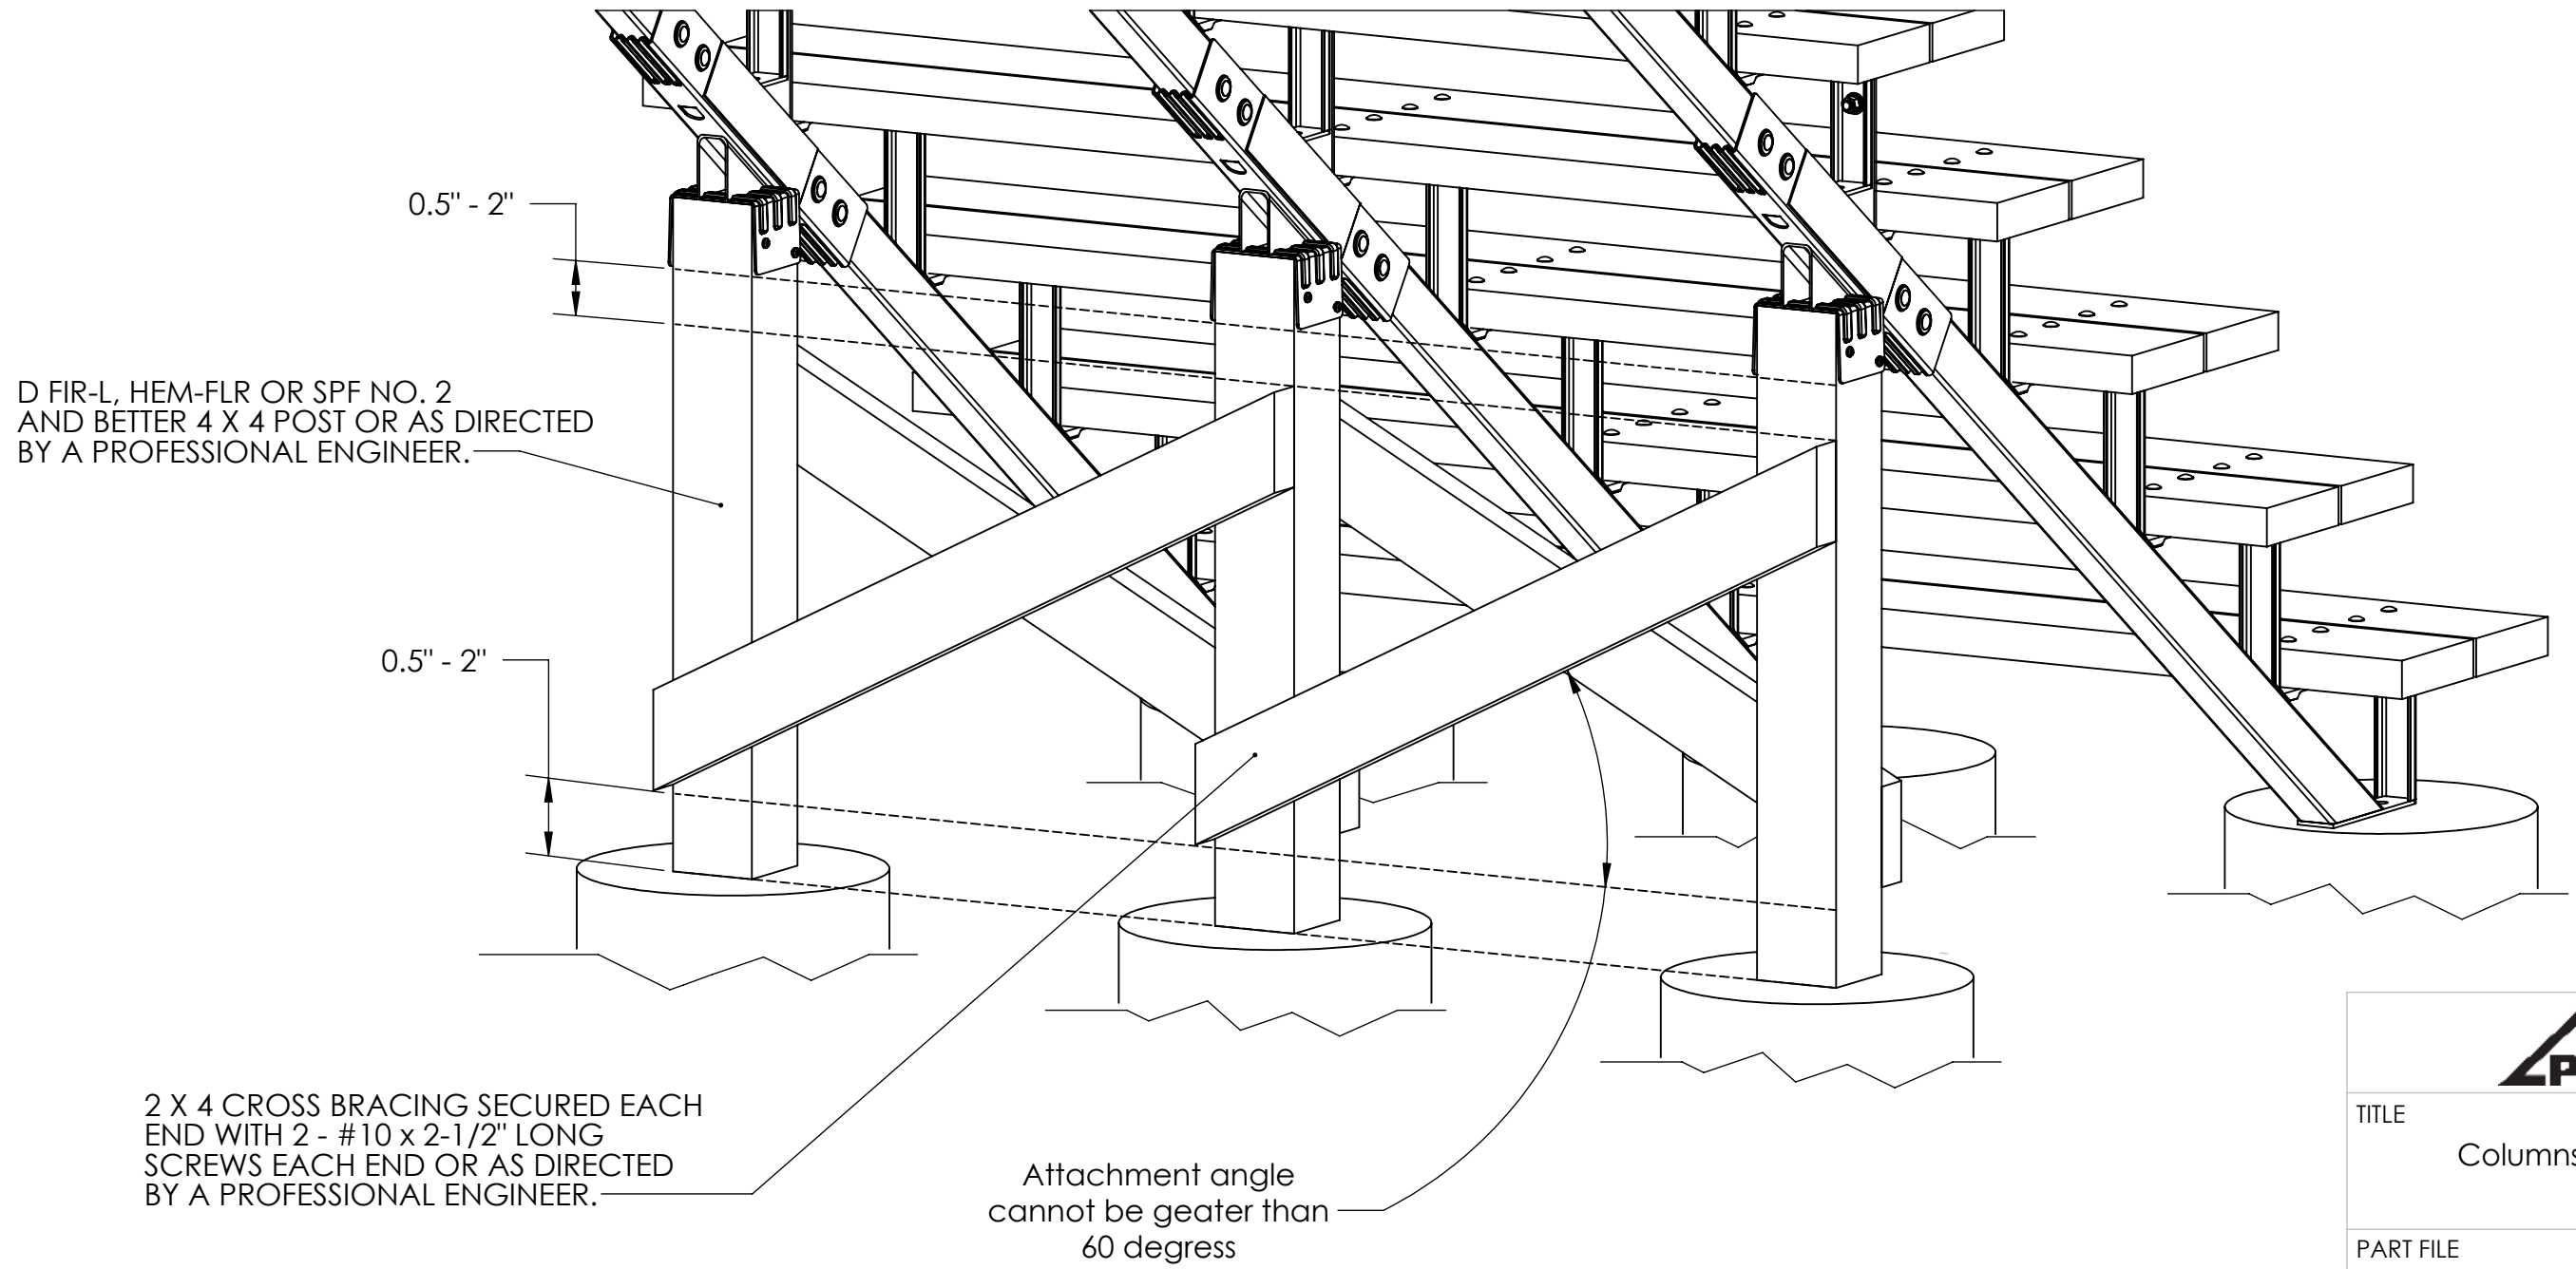 0.5" - 2"
D FIR-L, HEM-FLR OR SPF NO. 2
AND BETTER 4 X 4 POST OR AS DIRECTED
BY A PROFESSIONAL ENGINEER.
0.5" - 2"
2 X 4 CROSS BRACING SECURED EACH
END WITH 2 - #10 x 2-1/2" LONG
SCREWS EACH END OR AS DIRECTED
BY A PROFESSIONAL ENGINEER.
Attachment angle
cannot be geater than
60 degress
P
TITLE
Columns
PART FILE